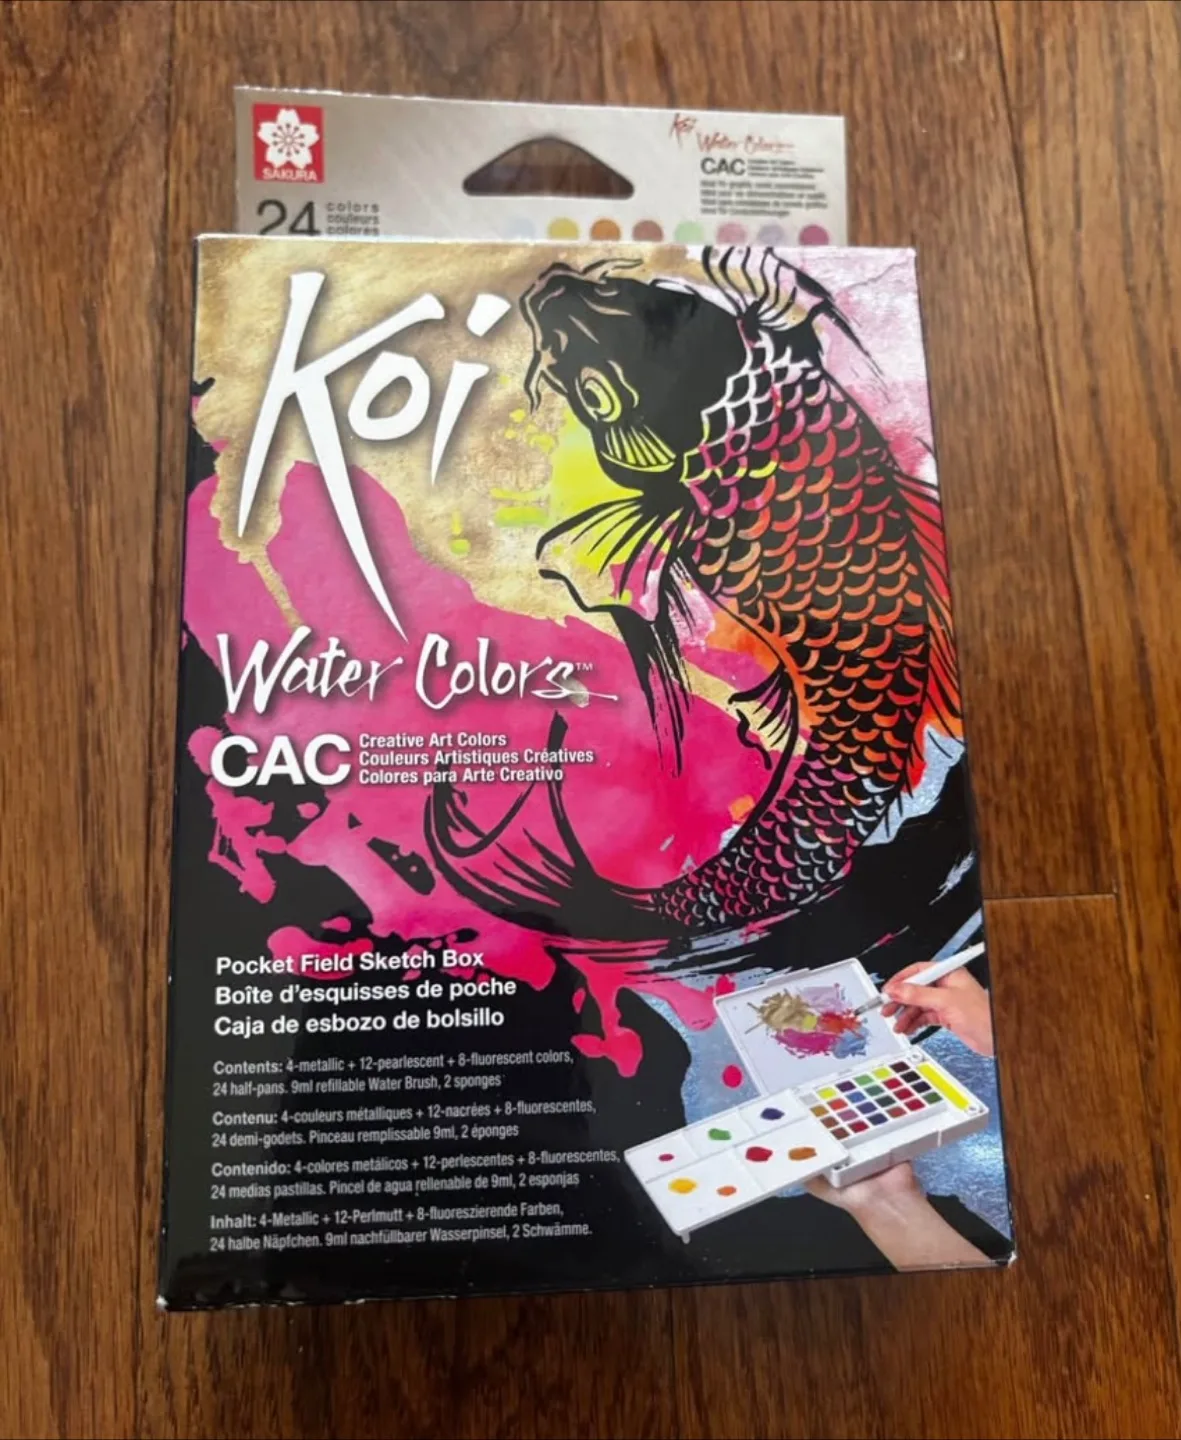 SAKURA
24
colors
couleurs
colores
Koi
Water Colors
CAC
Koi
Water Colors™
CAC
Creative Art Colors
Couleurs Artistiques Créatives
Colores para Arte Creativo
Pocket Field Sketch Box
Boîte d'esquisses de poche
Caja de esbozo de bolsillo
Contents: 4-metallic + 12-pearlescent + 8-fluorescent colors,
24 half-pans. 9ml refillable Water Brush, 2 sponges
Contenu: 4-couleurs métalliques + 12-nacrées + 8-fluorescentes,
24 demi-godets. Pinceau remplissable 9ml, 2 éponges
Contenido: 4-colores metálicos + 12-perlescentes + 8-fluorescentes,
24 medias pastillas. Pincel de agua rellenable de 9ml, 2 esponjas
Inhalt: 4-Metallic + 12-Perlmutt + 8-fluoreszierende Farben,
24 halbe Näpfchen. 9ml nachfüllbarer Wasserpinsel, 2 Schwämme.